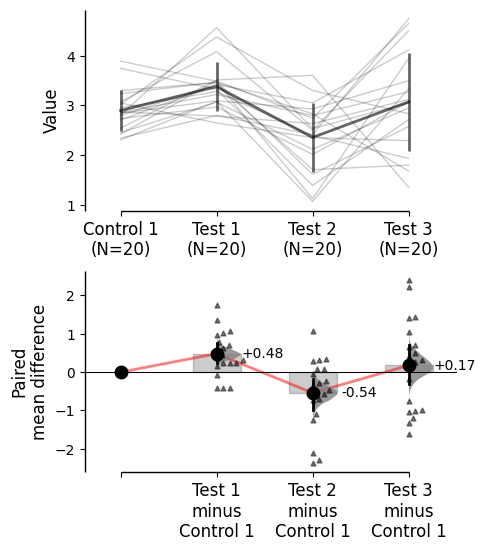 Value
4
3
2
1
Control 1 Test 1 Test 2 Test 3
(N=20) (N=20) (N=20) (N=20)
Paired
mean difference
2
1
0
−1
−2
+0.48
-0.54
+0.17
Test 1 Test 2 Test 3
minus minus minus
Control 1 Control 1 Control 1